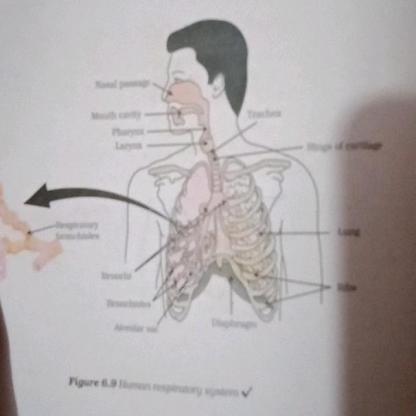 Nasal passage
Mouth cavity
Pharynx
Larynx
Trachea
Rings of cartilage
Respiratory
bronchioles
Lung
Bronchi
Ribs
Bronchioles
Alveolar sac
Diaphragm
Figure 6.9 Human respiratory system ✓